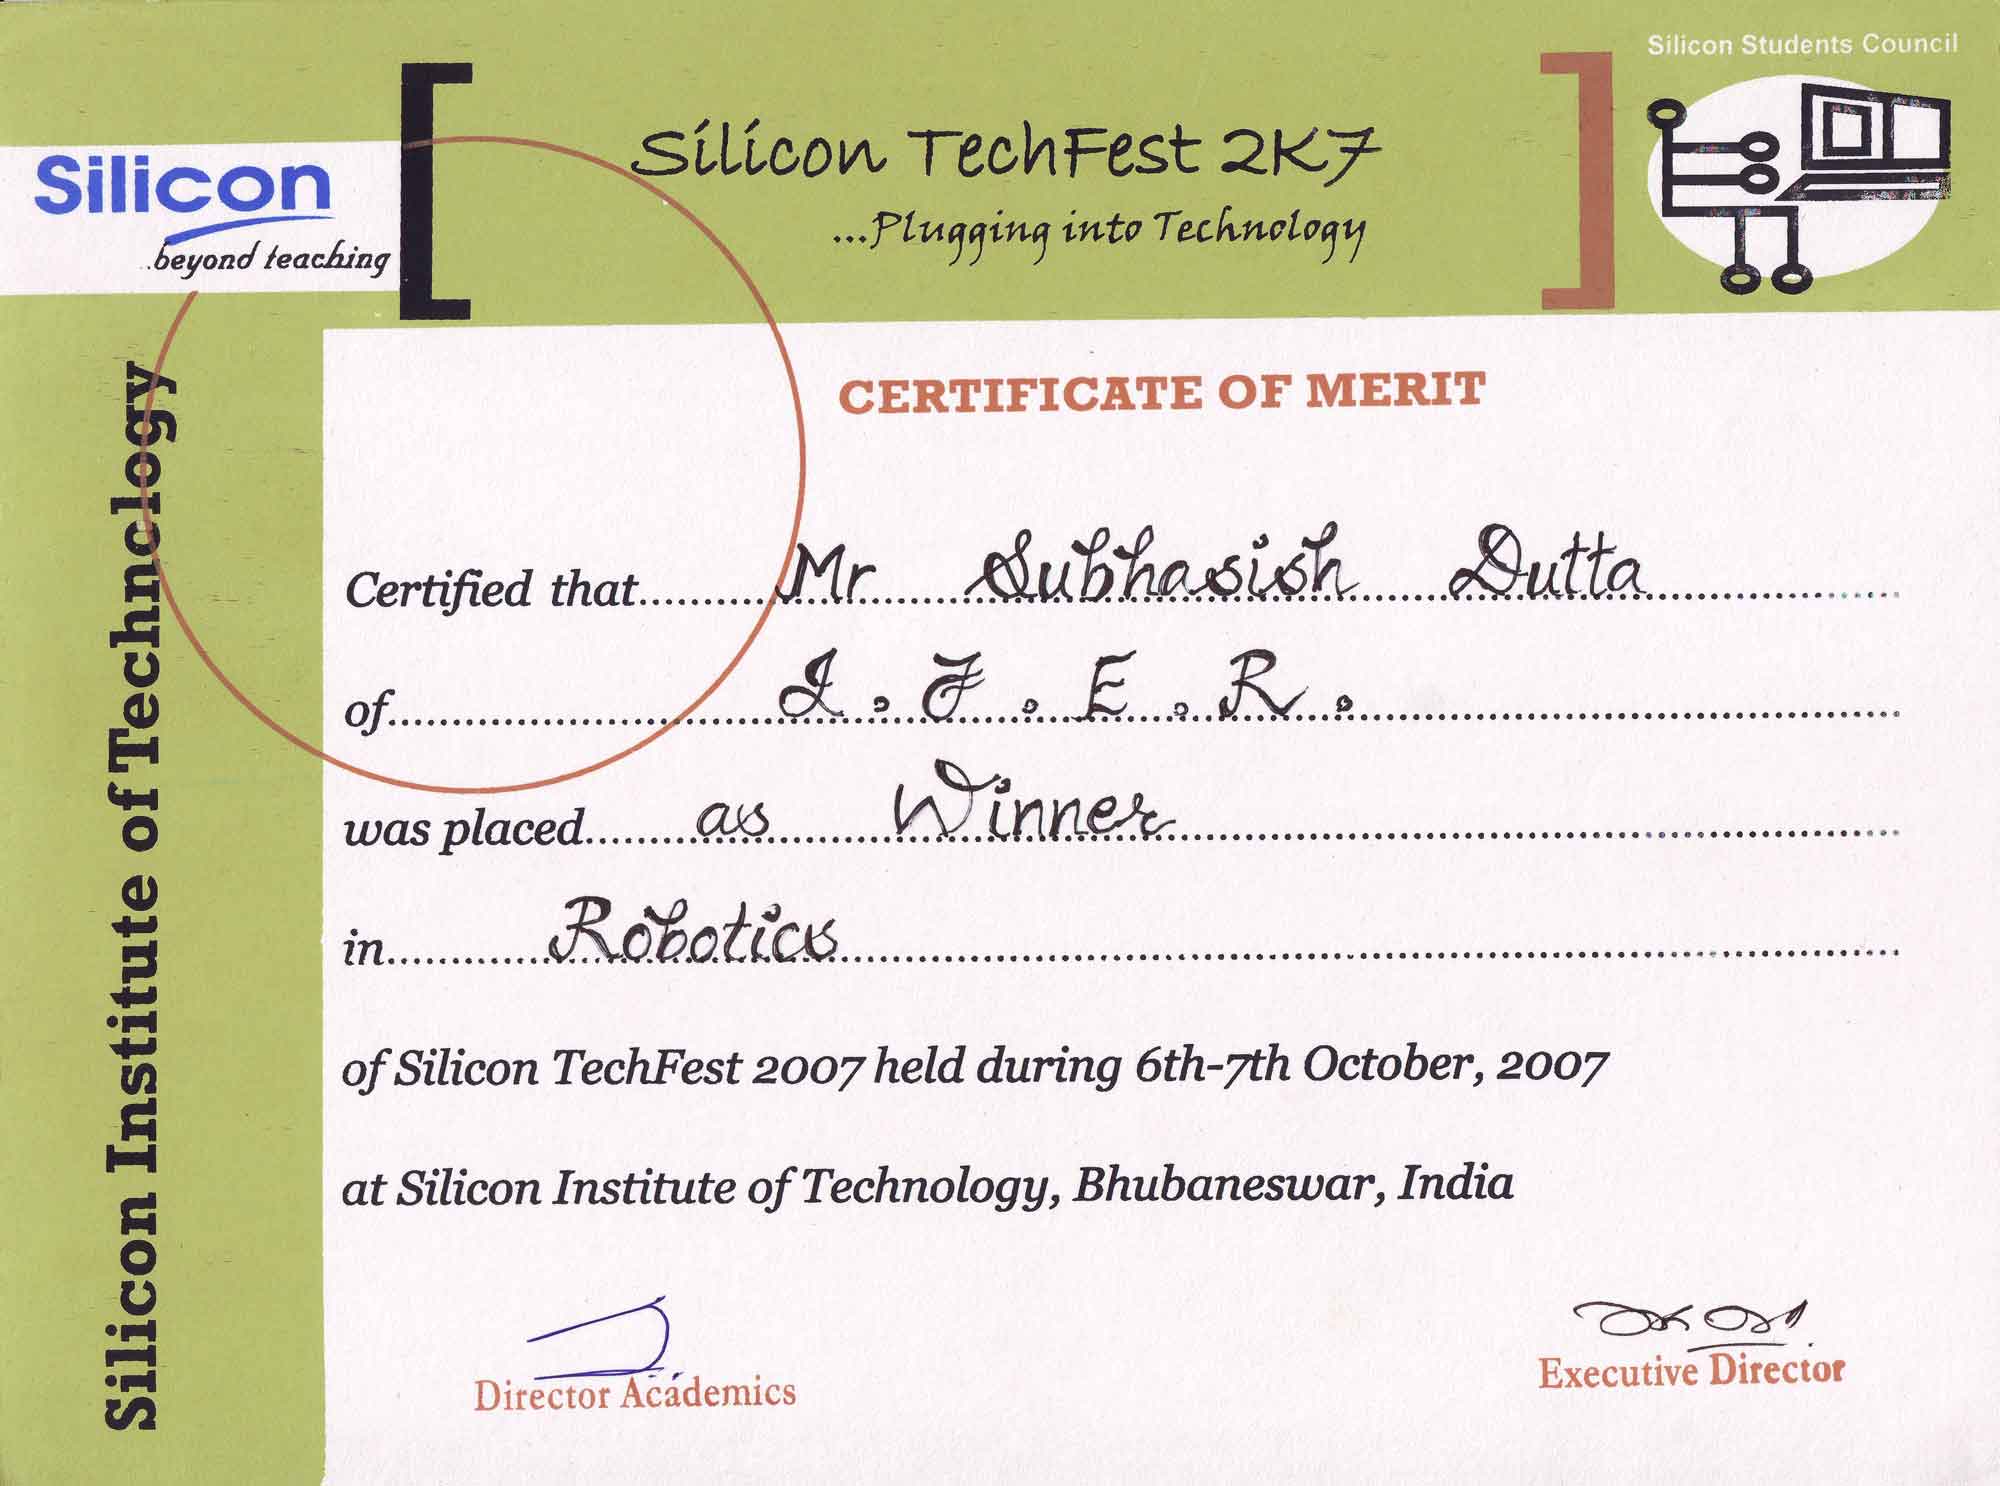 Silicon Students Council
Silicon TechFest 2K7
...Plugging into Technology
Silicon
..beyond teaching
Silicon Institute of Technology
CERTIFICATE OF MERIT
Certified that Mr Subhasish Dutta
of I.T.E.R.
was placed as Winner
in Robotics
of Silicon TechFest 2007 held during 6th-7th October, 2007
at Silicon Institute of Technology, Bhubaneswar, India
Director Academics
Executive Director